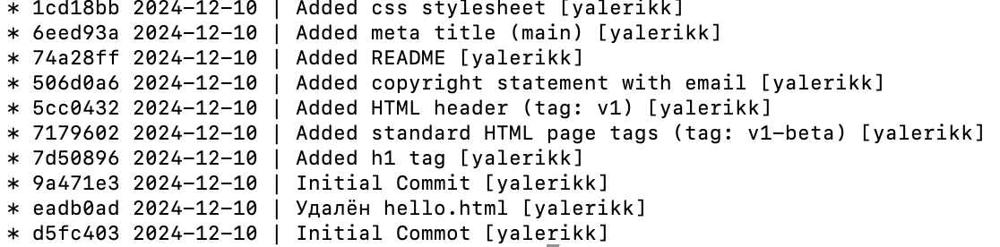 * 1cd18bb 2024-12-10 | Added css stylesheet [yalerikk]
* 6eed93a 2024-12-10 | Added meta title (main) [yalerikk]
* 74a28ff 2024-12-10 | Added README [yalerikk]
* 506d0a6 2024-12-10 | Added copyright statement with email [yalerikk]
* 5cc0432 2024-12-10 | Added HTML header (tag: v1) [yalerikk]
* 7179602 2024-12-10 | Added standard HTML page tags (tag: v1-beta) [yalerikk]
* 7d50896 2024-12-10 | Added h1 tag [yalerikk]
* 9a471e3 2024-12-10 | Initial Commit [yalerikk]
* eadb0ad 2024-12-10 | Удалён hello.html [yalerikk]
* d5fc403 2024-12-10 | Initial Commot [yalerikk]